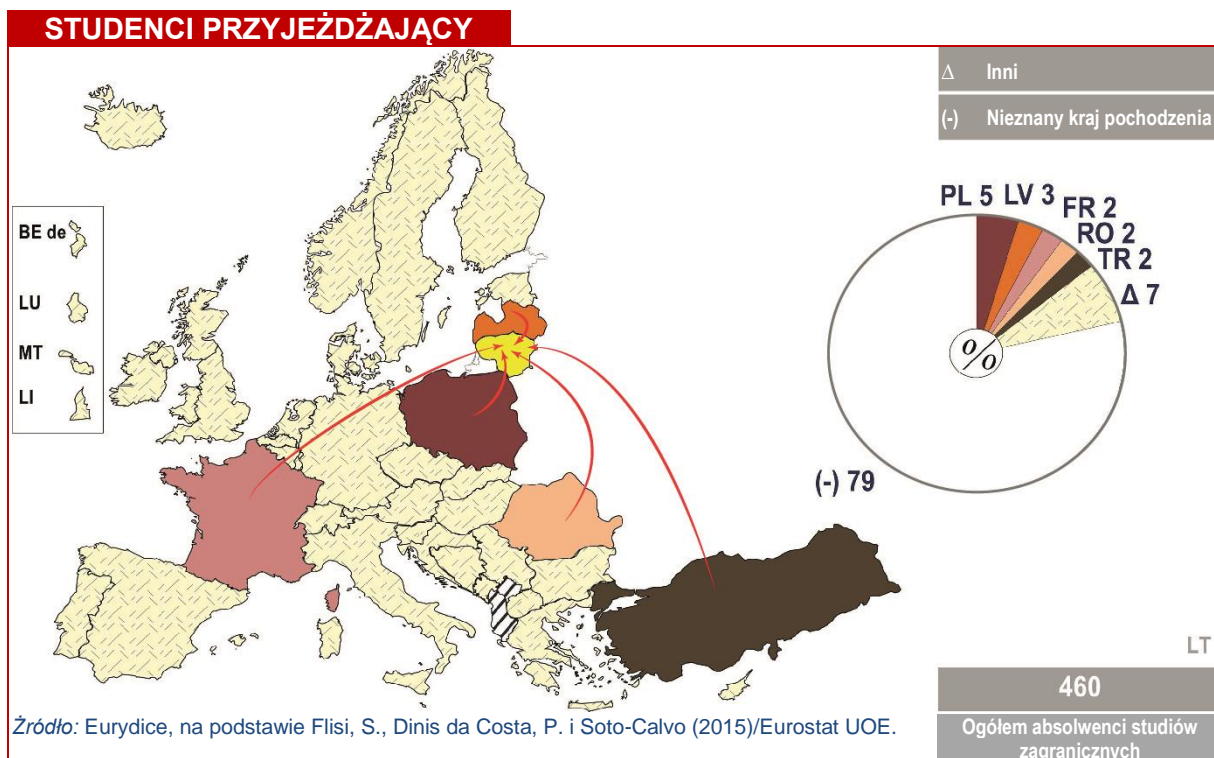 STUDENCI PRZYJEŻDŻAJĄCY
∆ Inni
(-) Nieznany kraj pochodzenia
BE de
LU
MT
LI
PL 5
LV 3
FR 2
RO 2
TR 2
∆ 7
%
(-) 79
LT
460
Ogółem absolwenci studiów
zagranicznych
Źródło: Eurydice, na podstawie Flisi, S., Dinis da Costa, P. i Soto-Calvo (2015)/Eurostat UOE.